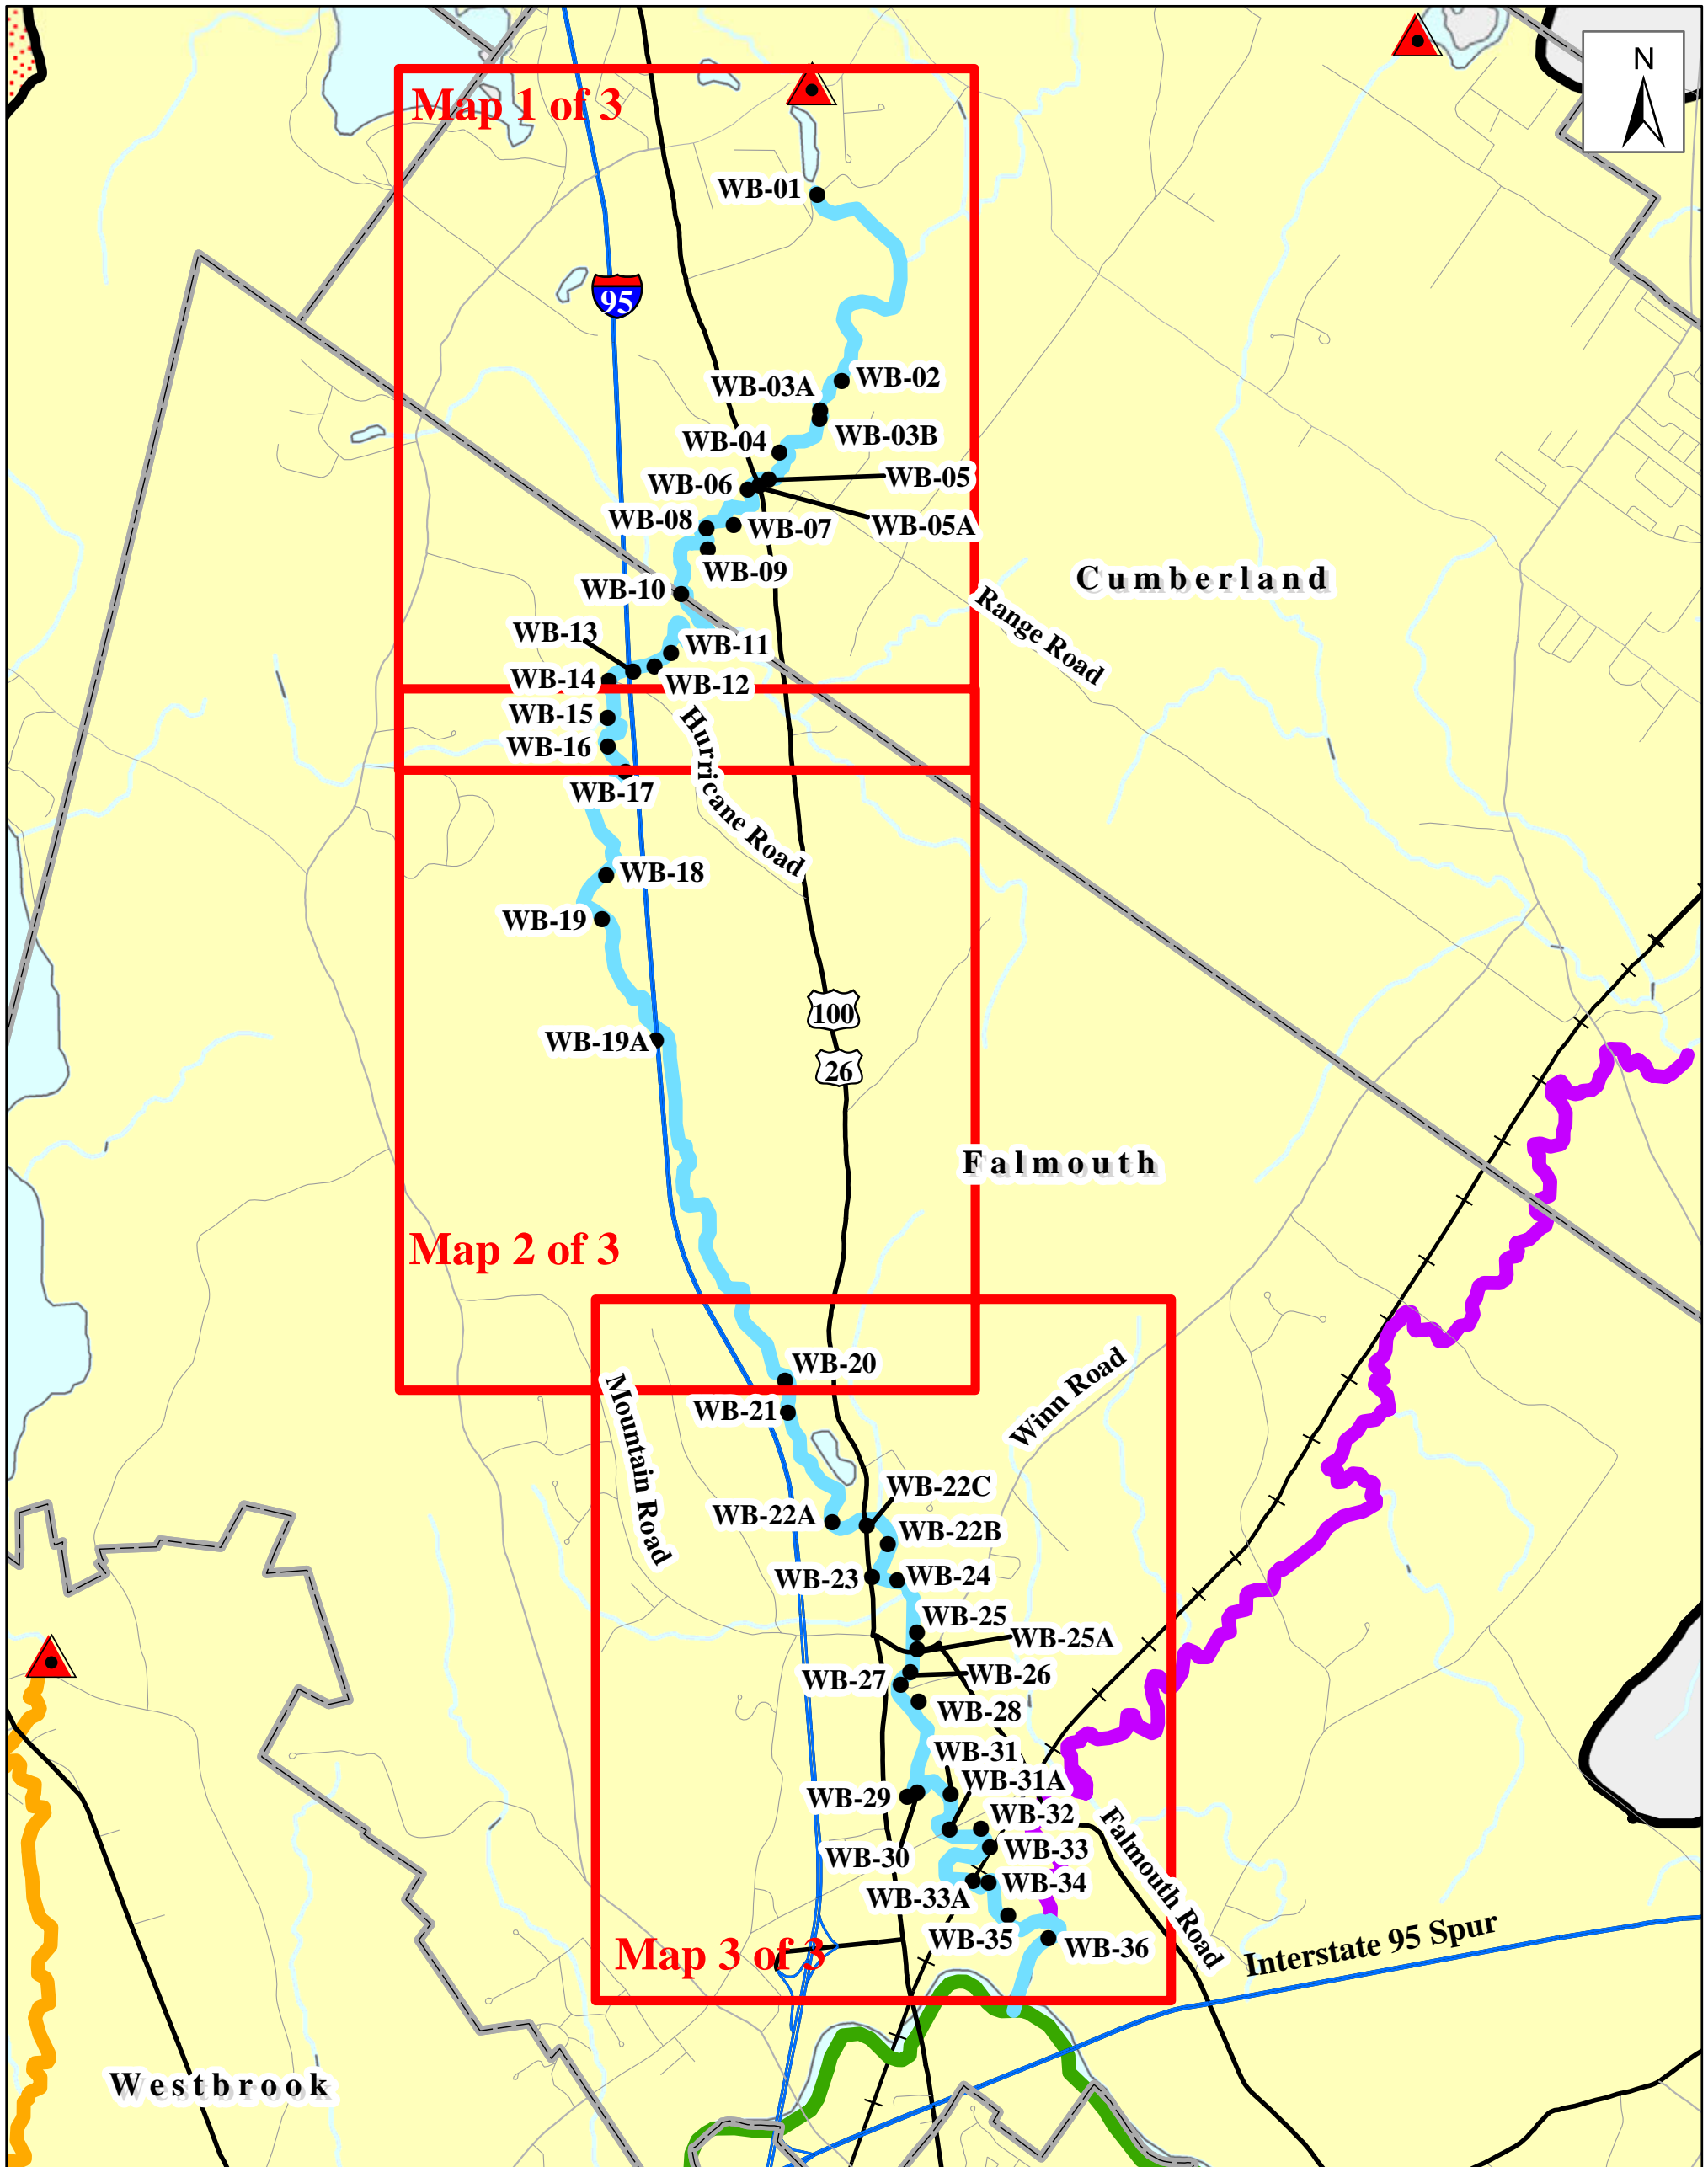 N
Map 1 of 3
WB-01
95
WB-02
WB-03A
WB-03B
WB-04
WB-05
WB-06
WB-05A
WB-08
WB-07
WB-09
Cumberland
WB-10
Range Road
WB-13
WB-11
WB-14
WB-12
WB-15
Hurricane Road
WB-16
WB-17
WB-18
WB-19
100
WB-19A
26
Falmouth
Map 2 of 3
WB-20
Winn Road
Mountain Road
WB-21
WB-22C
WB-22A
WB-22B
WB-23
WB-24
WB-25
WB-25A
WB-26
WB-27
WB-28
WB-31
WB-31A
WB-29
WB-32
WB-33
WB-30
WB-34
WB-33A
Falmouth Road
WB-35
WB-36
Interstate 95 Spur
Map 3 of 3
Westbrook